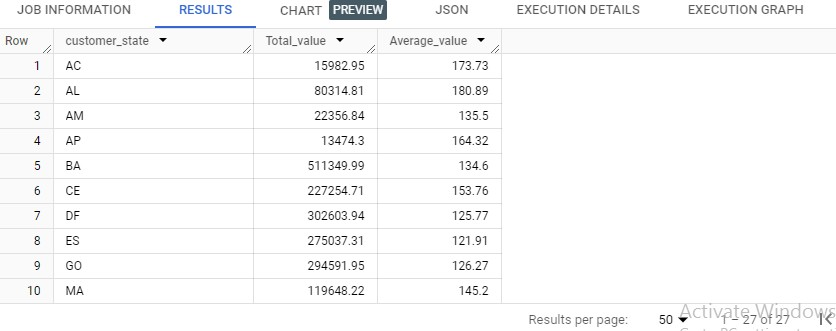 JOB INFORMATION RESULTS CHART PREVIEW JSON EXECUTION DETAILS EXECUTION GRAPH
Row customer_state Total_value Average_value
1 AC 15982.95 173.73
2 AL 80314.81 180.89
3 AM 22356.84 135.5
4 AP 13474.3 164.32
5 BA 511349.99 134.6
6 CE 227254.71 153.76
7 DF 302603.94 125.77
8 ES 275037.31 121.91
9 GO 294591.95 126.27
10 MA 119648.22 145.2
Activate Windows
Results per page: 50 1 – 27 of 27